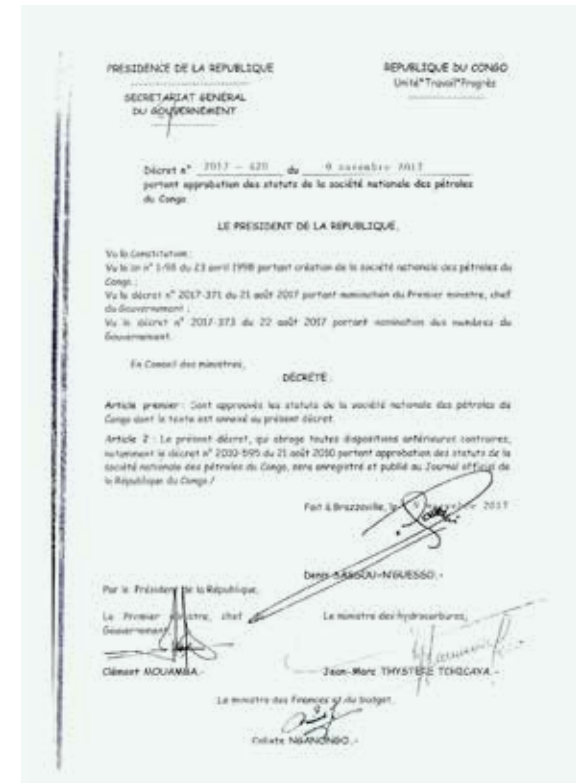 PRESIDENCE DE LA REPUBLIQUE
SECRETARIAT GENERAL
DU GOUVERNEMENT
REPUBLIQUE DU CONGO
Unité*Travail*Progrès
Décret n° 2017 - 420 du 9 novembre 2017
portant approbation des statuts de la société nationale des pétroles
du Congo
LE PRESIDENT DE LA REPUBLIQUE,
Vu la Constitution ;
Vu la loi n° 1/98 du 23 avril 1998 portant création de la société nationale des pétroles du
Congo ;
Vu le décret n° 2017-371 du 21 août 2017 portant nomination du Premier ministre, chef
du Gouvernement ;
Vu le décret n° 2017-373 du 22 août 2017 portant nomination des membres du
Gouvernement.
En Conseil des ministres,
DECRETE :
Article premier : Sont approuvés les statuts de la société nationale des pétroles du
Congo dont le texte est annexé au présent décret.
Article 2 : Le présent décret, qui abroge toutes dispositions antérieures contraires,
notamment le décret n° 2010-595 du 21 août 2010 portant approbation des statuts de la
société nationale des pétroles du Congo, sera enregistré et publié au Journal officiel de
la République du Congo./
Fait à Brazzaville, le 9 novembre 2017
Denis SASSOU-N'GUESSO.-
Par le Président de la République,
Le Premier ministre, chef
Gouvernement,
Clément MOUAMBA.-
Le ministre des hydrocarbures,
Jean-Marc THYSTERE TCHICAYA.-
Le ministre des finances et du budget,
Calixte NGANONGO.-